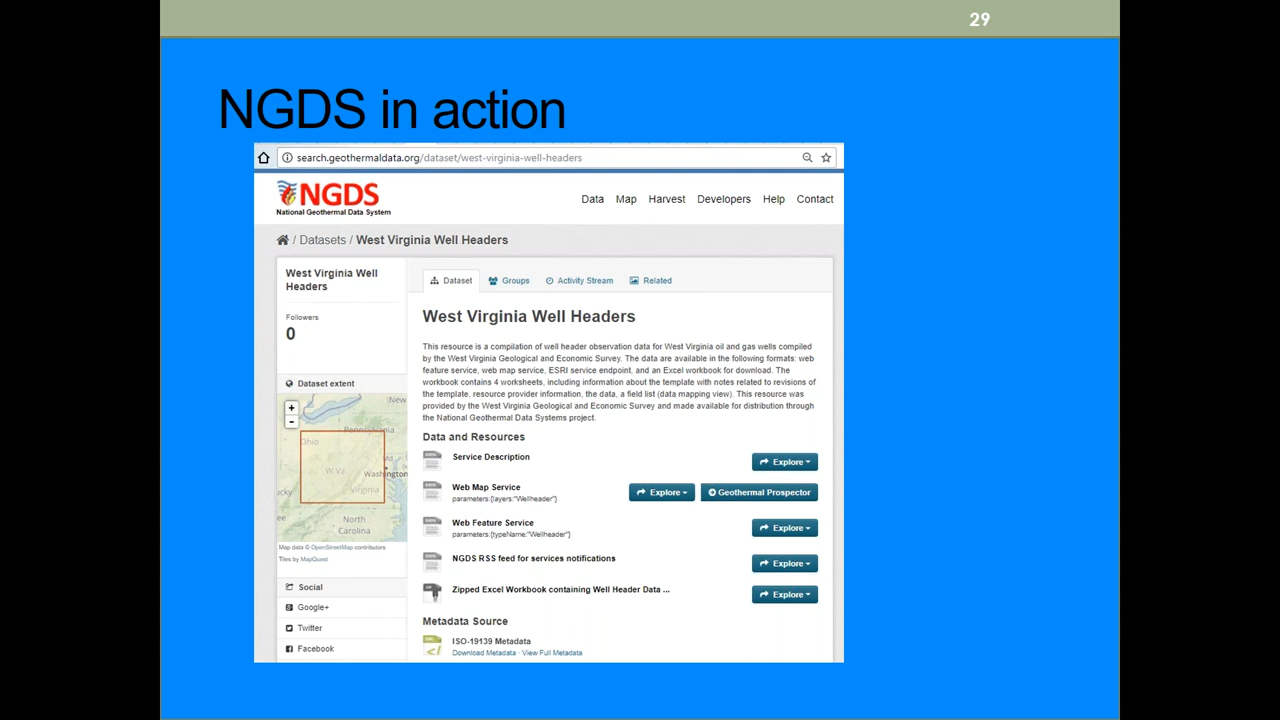 29
NGDS in action
search.geothermaldata.org/dataset/west-virginia-well-headers
NGDS
National Geothermal Data System
Data Map Harvest Developers Help Contact
/ Datasets / West Virginia Well Headers
West Virginia Well
Headers
Followers
0
Dataset extent
+
-
New
Pennsylvania
Ohio
Md.
W.Va.
Washington
Virginia
North
Carolina
Map data © OpenStreetMap contributors
Tiles by MapQuest
Social
Google+
Twitter
Facebook
Dataset Groups Activity Stream Related
West Virginia Well Headers
This resource is a compilation of well header observation data for West Virginia oil and gas wells compiled
by the West Virginia Geological and Economic Survey. The data are available in the following formats: web
feature service, web map service, ESRI service endpoint, and an Excel workbook for download. The
workbook contains 4 worksheets, including information about the template with notes related to revisions of
the template, resource provider information, the data, a field list (data mapping view). This resource was
provided by the West Virginia Geological and Economic Survey and made available for distribution through
the National Geothermal Data Systems project.
Data and Resources
Service Description
Explore
Web Map Service
parameters:{layers:"Wellheader"}
Explore Geothermal Prospector
Web Feature Service
parameters:{typeName:"Wellheader"}
Explore
NGDS RSS feed for services notifications
Explore
Zipped Excel Workbook containing Well Header Data ...
Explore
Metadata Source
ISO-19139 Metadata
Download Metadata · View Full Metadata